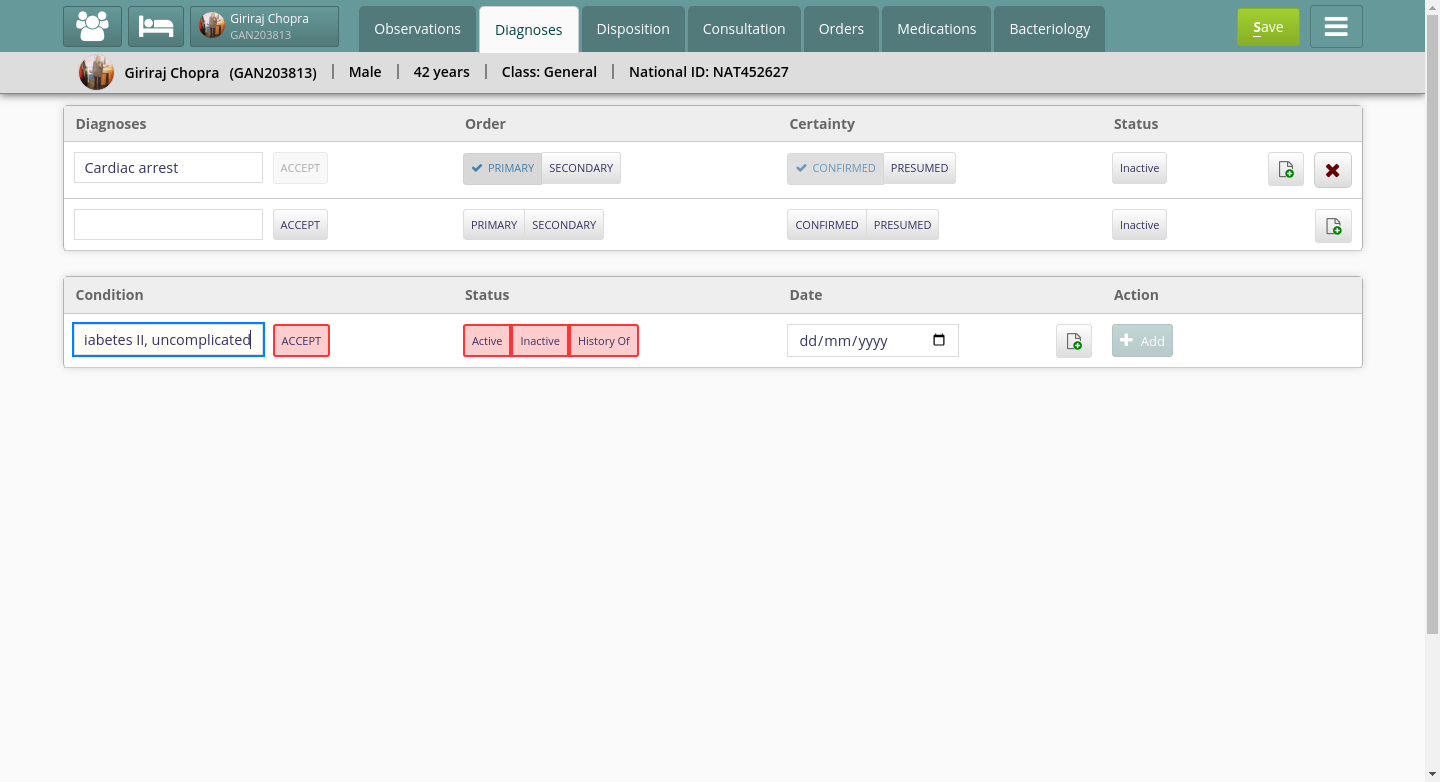 Giriraj Chopra
GAN203813
Observations
Diagnoses
Disposition
Consultation
Orders
Medications
Bacteriology
Save
Giriraj Chopra (GAN203813) | Male | 42 years | Class: General | National ID: NAT452627
Diagnoses Order Certainty Status
Cardiac arrest ACCEPT PRIMARY SECONDARY CONFIRMED PRESUMED Inactive
ACCEPT PRIMARY SECONDARY CONFIRMED PRESUMED Inactive
Condition Status Date Action
iabetes II, uncomplicated ACCEPT Active Inactive History Of dd/mm/yyyy Add